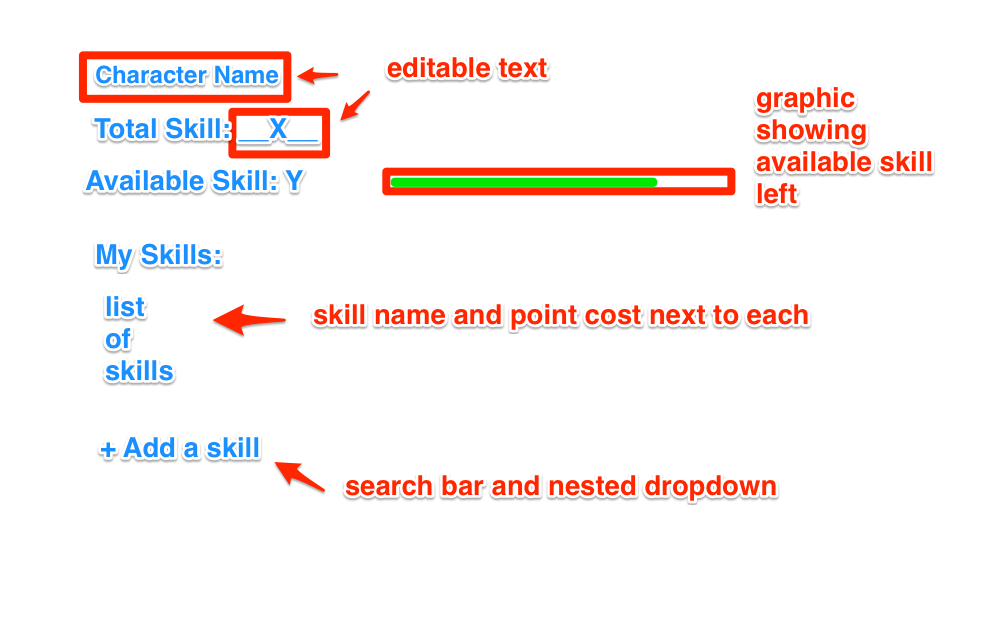 Character Name
editable text
Total Skill: __X__
graphic
showing
available skill
left
Available Skill: Y
My Skills:
list
of
skills
skill name and point cost next to each
+ Add a skill
search bar and nested dropdown